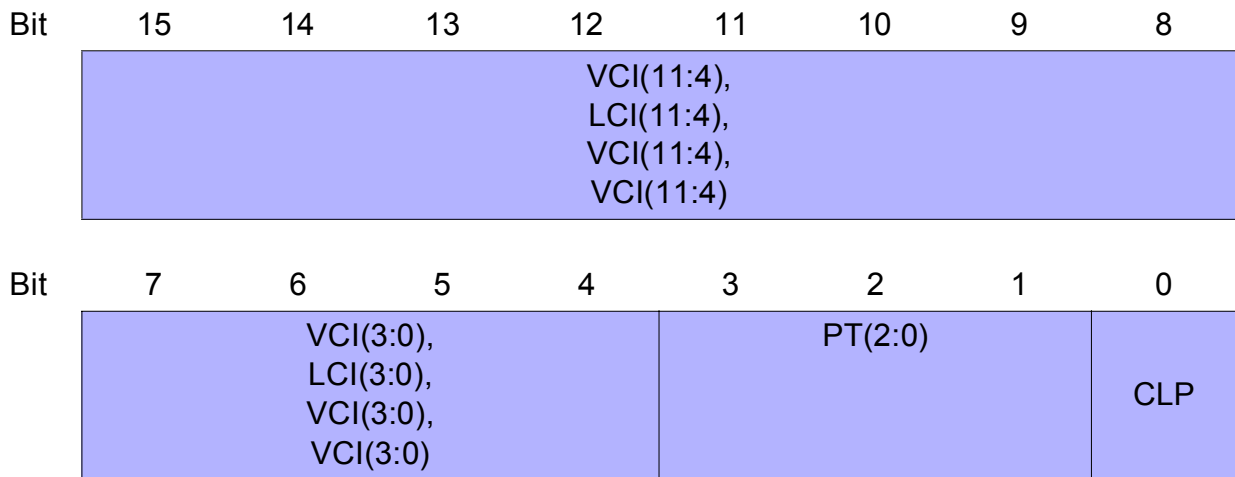 Bit 15 14 13 12 11 10 9 8
VCI(11:4),
LCI(11:4),
VCI(11:4),
VCI(11:4)
Bit 7 6 5 4 3 2 1 0
VCI(3:0),
LCI(3:0),
VCI(3:0),
VCI(3:0)
PT(2:0)
CLP